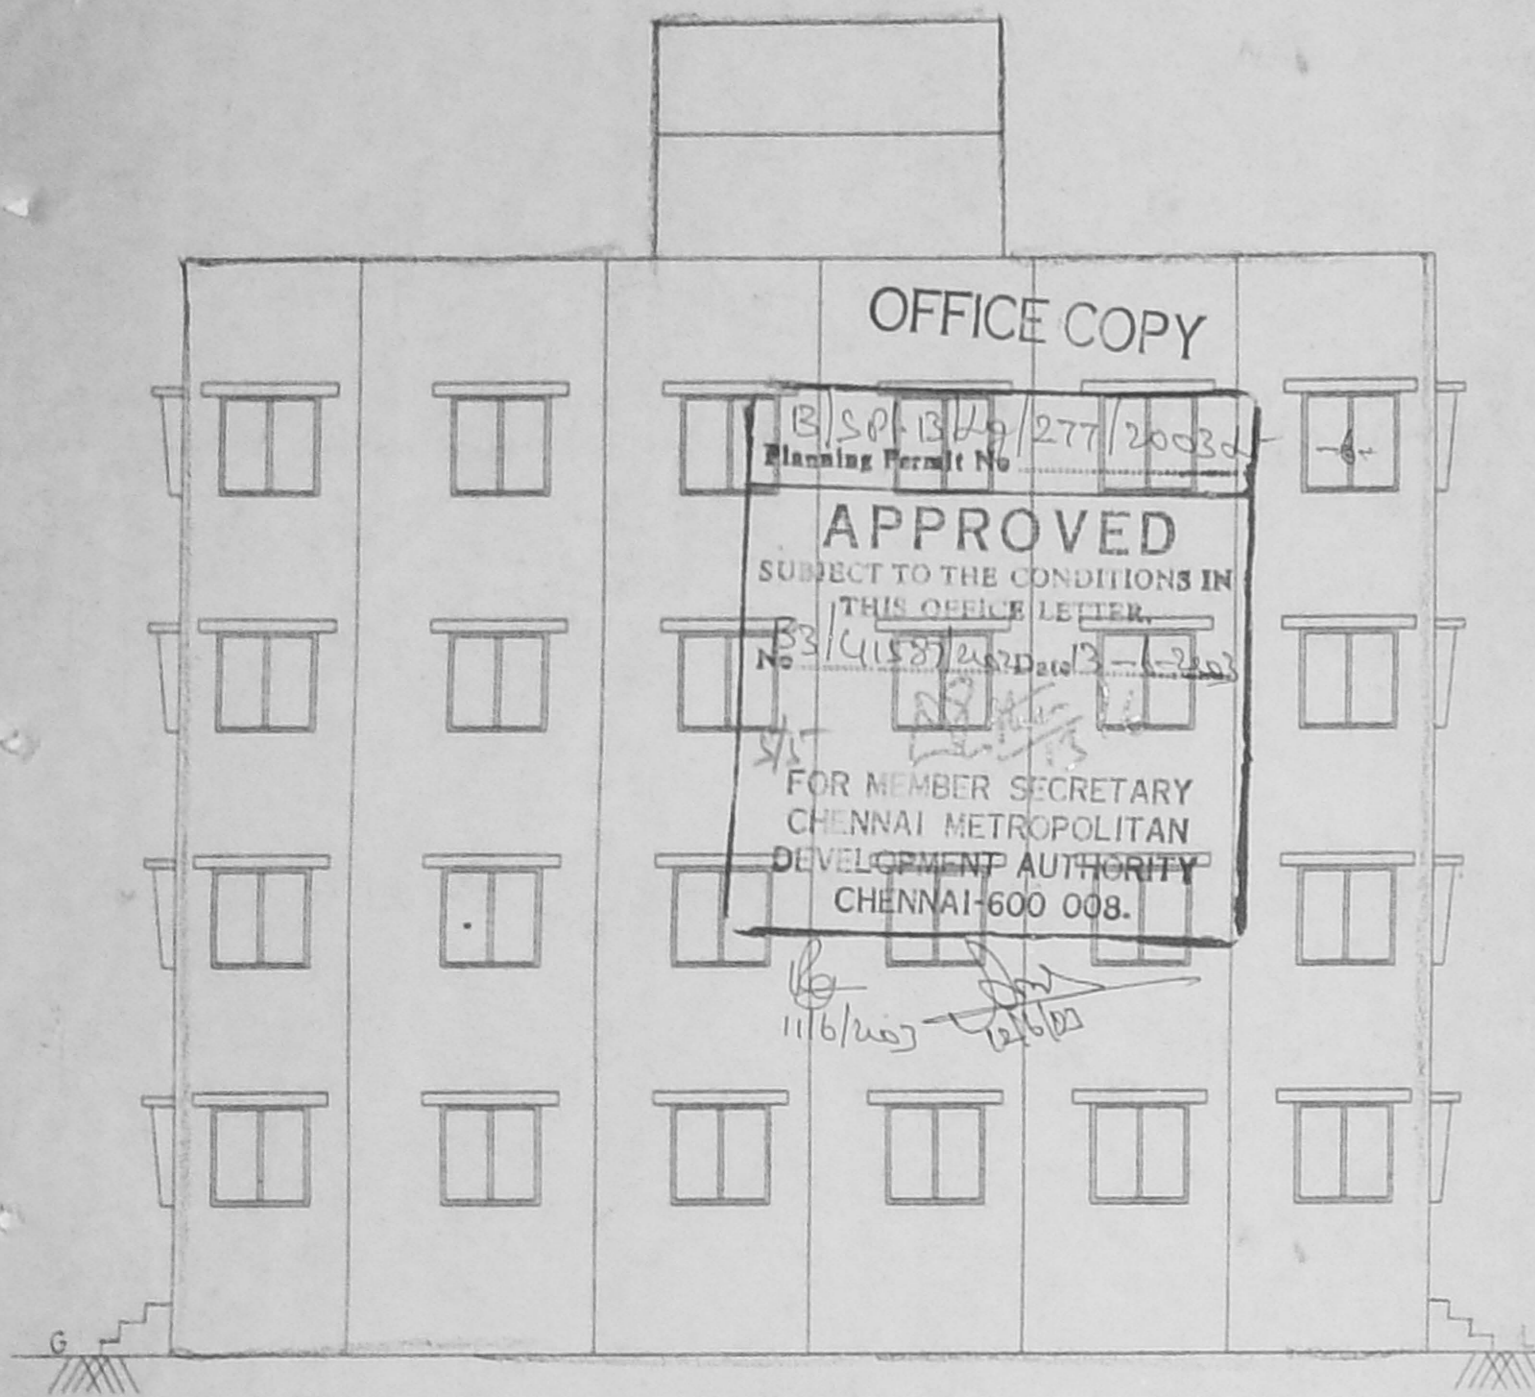 OFFICE COPY
B/SP.Bldg/277/2003
Planning Permit No
APPROVED
SUBJECT TO THE CONDITIONS IN
THIS OFFICE LETTER.
No B3/41587/2002 Date 13-6-2003
FOR MEMBER SECRETARY
CHENNAI METROPOLITAN
DEVELOPMENT AUTHORITY
CHENNAI-600 008.
11/6/2003 12/6/03
G